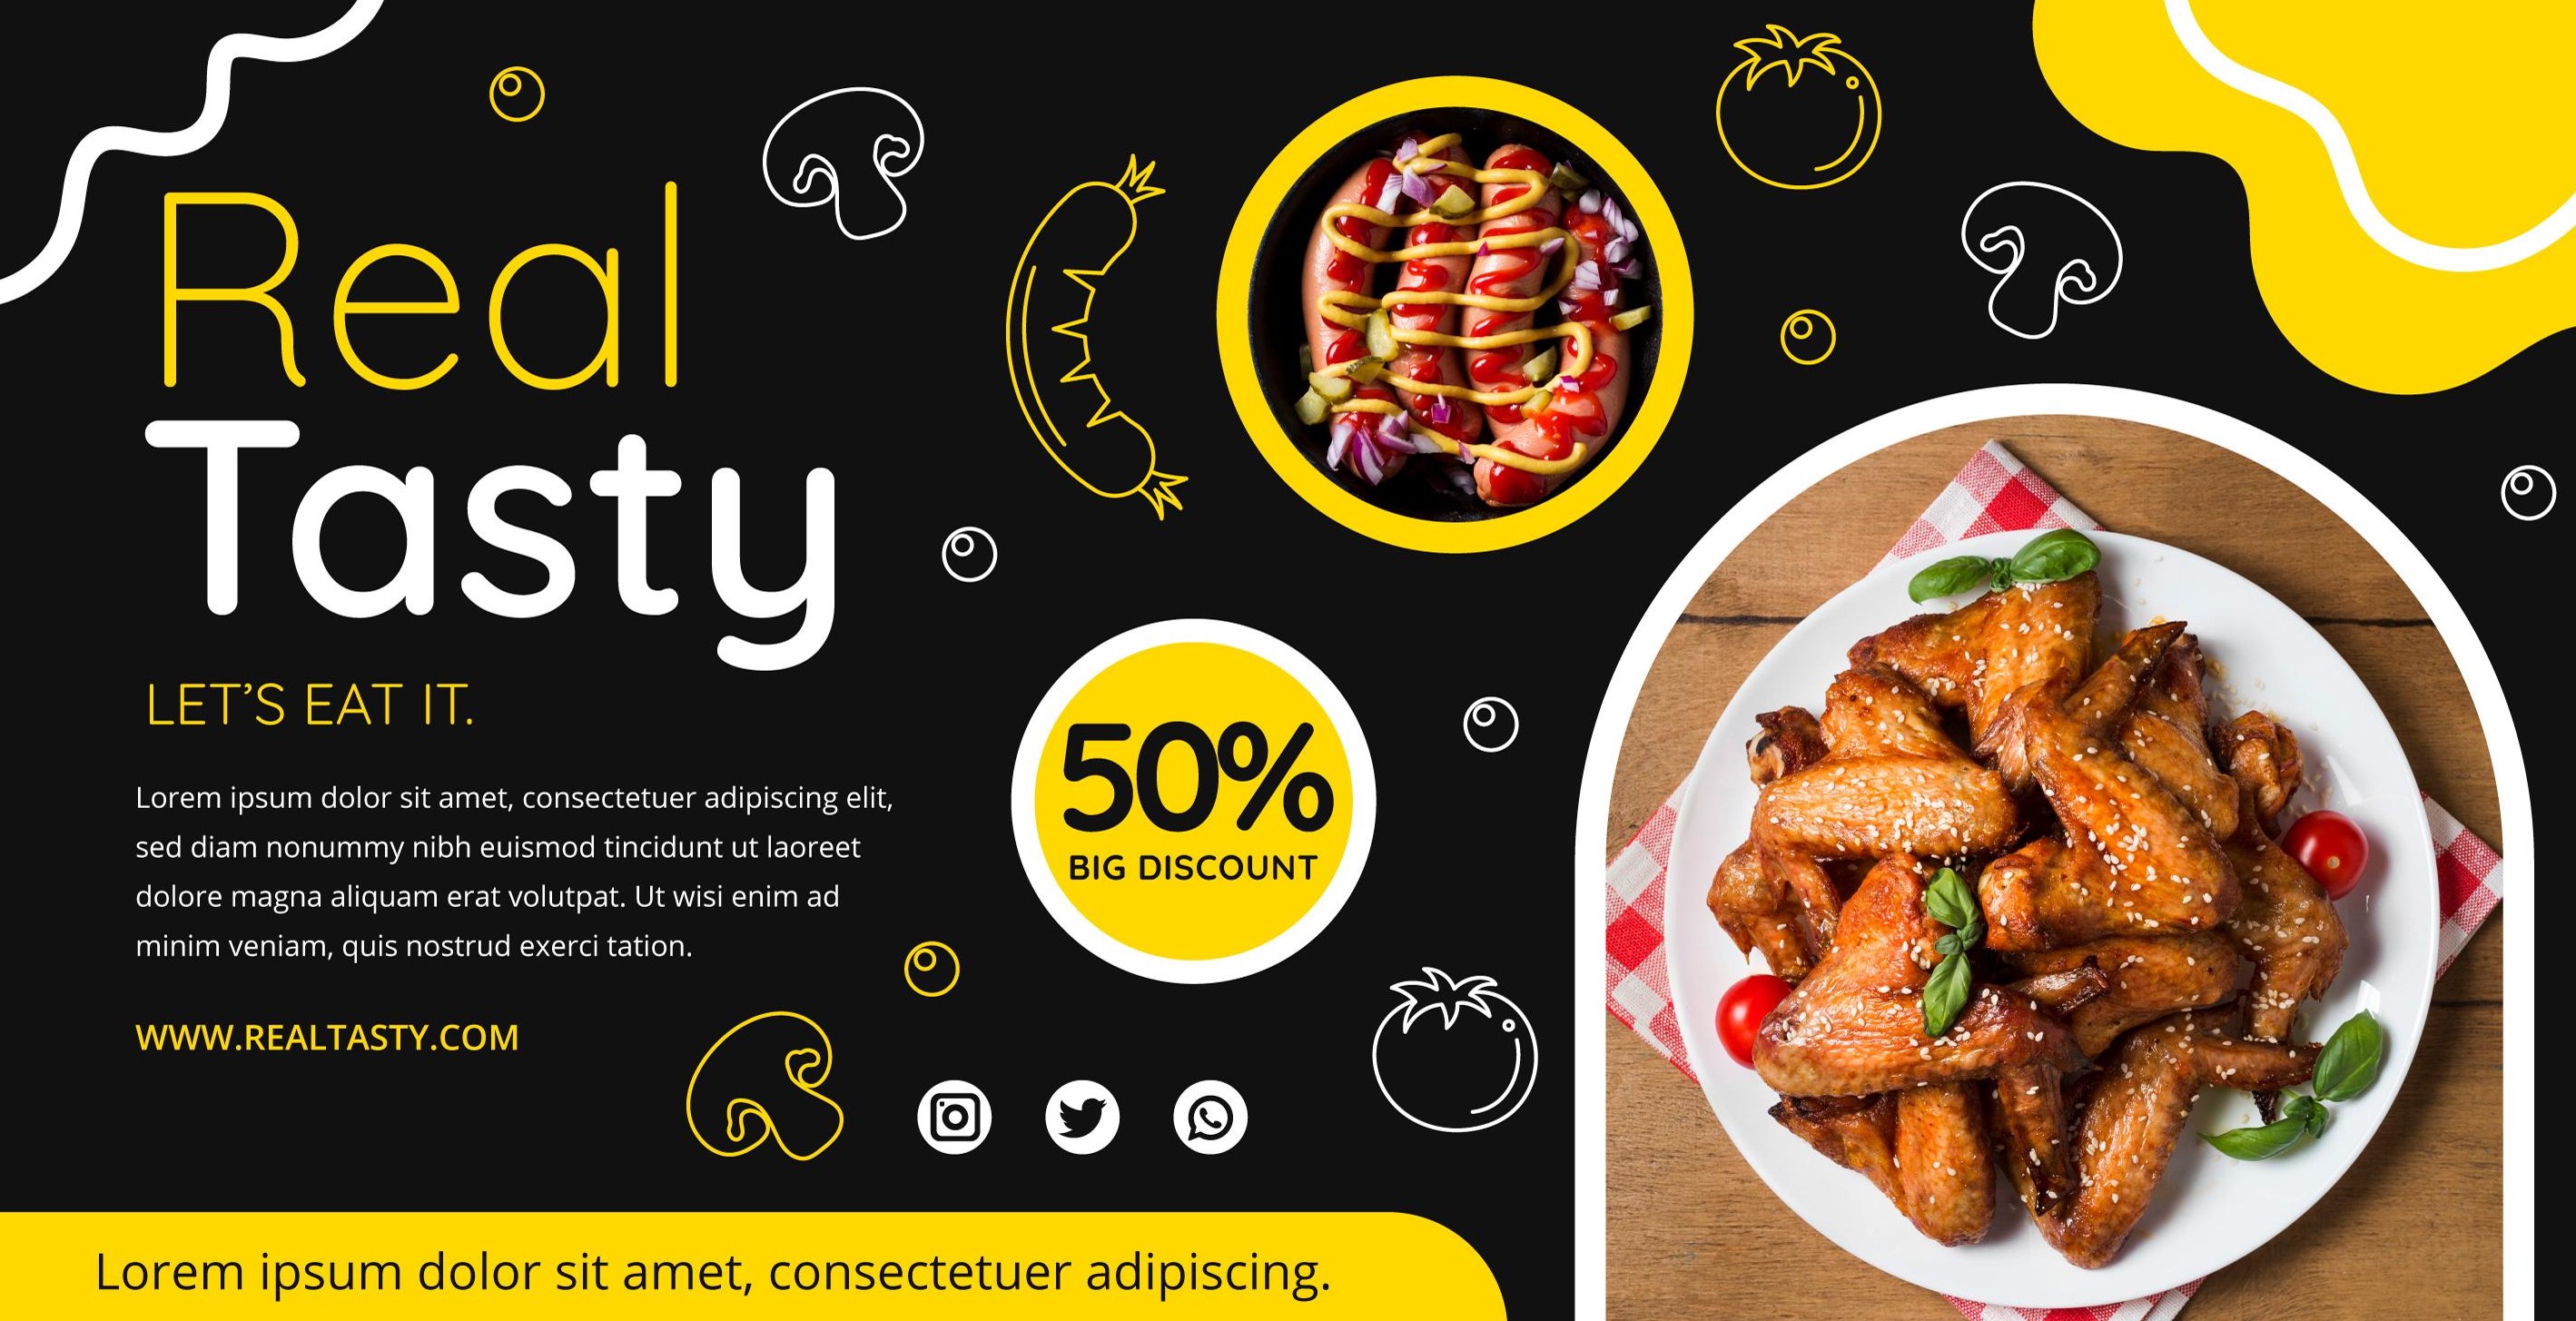 Real
Tasty
LET’S EAT IT.
Lorem ipsum dolor sit amet, consectetuer adipiscing elit,
sed diam nonummy nibh euismod tincidunt ut laoreet
dolore magna aliquam erat volutpat. Ut wisi enim ad
minim veniam, quis nostrud exerci tation.
WWW.REALTASTY.COM
50%
BIG DISCOUNT
Lorem ipsum dolor sit amet, consectetuer adipiscing.